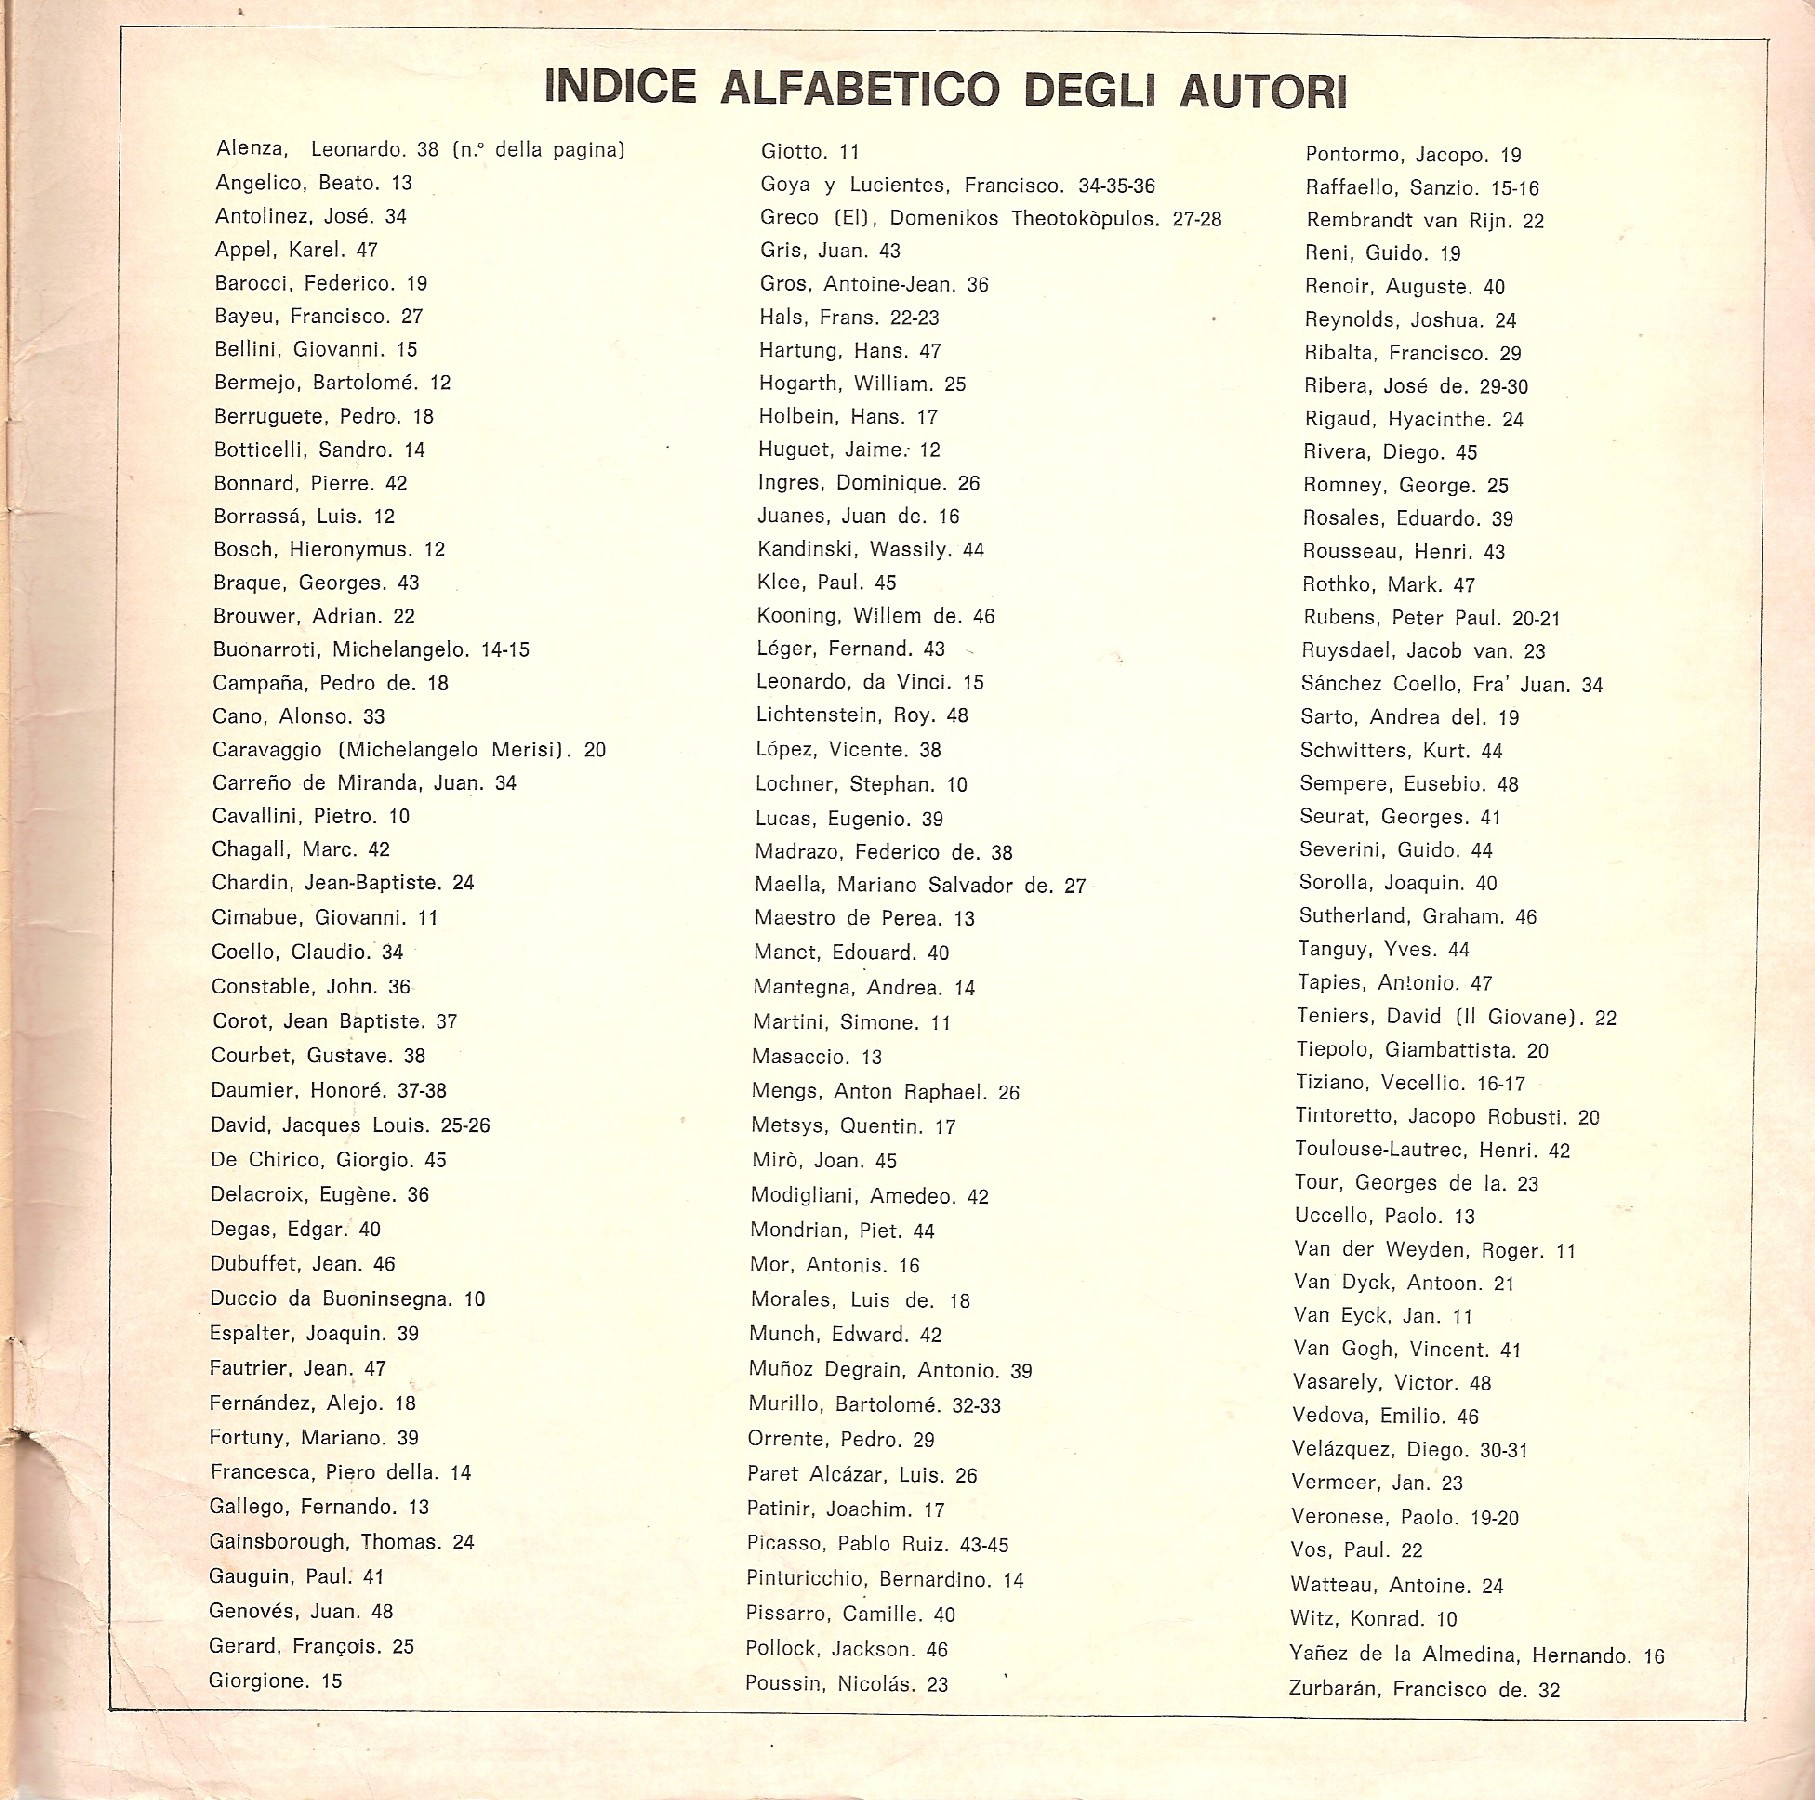 INDICE ALFABETICO DEGLI AUTORI
Alenza, Leonardo. 38 (n.° della pagina)
Angelico, Beato. 13
Antolinez, José. 34
Appel, Karel. 47
Barocci, Federico. 19
Bayeu, Francisco. 27
Bellini, Giovanni. 15
Bermejo, Bartolomé. 12
Berruguete, Pedro. 18
Botticelli, Sandro. 14
Bonnard, Pierre. 42
Borrassá, Luis. 12
Bosch, Hieronymus. 12
Braque, Georges. 43
Brouwer, Adrian. 22
Buonarroti, Michelangelo. 14-15
Campaña, Pedro de. 18
Cano, Alonso. 33
Caravaggio (Michelangelo Merisi). 20
Carreño de Miranda, Juan. 34
Cavallini, Pietro. 10
Chagall, Marc. 42
Chardin, Jean-Baptiste. 24
Cimabue, Giovanni. 11
Coello, Claudio. 34
Constable, John. 36
Corot, Jean Baptiste. 37
Courbet, Gustave. 38
Daumier, Honoré. 37-38
David, Jacques Louis. 25-26
De Chirico, Giorgio. 45
Delacroix, Eugène. 36
Degas, Edgar. 40
Dubuffet, Jean. 46
Duccio da Buoninsegna. 10
Espalter, Joaquin. 39
Fautrier, Jean. 47
Fernández, Alejo. 18
Fortuny, Mariano. 39
Francesca, Piero della. 14
Gallego, Fernando. 13
Gainsborough, Thomas. 24
Gauguin, Paul. 41
Genovés, Juan. 48
Gerard, François. 25
Giorgione. 15
Giotto. 11
Goya y Lucientes, Francisco. 34-35-36
Greco (El), Domenikos Theotokòpulos. 27-28
Gris, Juan. 43
Gros, Antoine-Jean. 36
Hals, Frans. 22-23
Hartung, Hans. 47
Hogarth, William. 25
Holbein, Hans. 17
Huguet, Jaime. 12
Ingres, Dominique. 26
Juanes, Juan de. 16
Kandinski, Wassily. 44
Klee, Paul. 45
Kooning, Willem de. 46
Léger, Fernand. 43
Leonardo, da Vinci. 15
Lichtenstein, Roy. 48
López, Vicente. 38
Lochner, Stephan. 10
Lucas, Eugenio. 39
Madrazo, Federico de. 38
Maella, Mariano Salvador de. 27
Maestro de Perea. 13
Manet, Edouard. 40
Mantegna, Andrea. 14
Martini, Simone. 11
Masaccio. 13
Mengs, Anton Raphael. 26
Metsys, Quentin. 17
Mirò, Joan. 45
Modigliani, Amedeo. 42
Mondrian, Piet. 44
Mor, Antonis. 16
Morales, Luis de. 18
Munch, Edward. 42
Muñoz Degrain, Antonio. 39
Murillo, Bartolomé. 32-33
Orrente, Pedro. 29
Paret Alcázar, Luis. 26
Patinir, Joachim. 17
Picasso, Pablo Ruiz. 43-45
Pinturicchio, Bernardino. 14
Pissarro, Camille. 40
Pollock, Jackson. 46
Poussin, Nicolás. 23
Pontormo, Jacopo. 19
Raffaello, Sanzio. 15-16
Rembrandt van Rijn. 22
Reni, Guido. 19
Renoir, Auguste. 40
Reynolds, Joshua. 24
Ribalta, Francisco. 29
Ribera, José de. 29-30
Rigaud, Hyacinthe. 24
Rivera, Diego. 45
Romney, George. 25
Rosales, Eduardo. 39
Rousseau, Henri. 43
Rothko, Mark. 47
Rubens, Peter Paul. 20-21
Ruysdael, Jacob van. 23
Sánchez Coello, Fra' Juan. 34
Sarto, Andrea del. 19
Schwitters, Kurt. 44
Sempere, Eusebio. 48
Seurat, Georges. 41
Severini, Guido. 44
Sorolla, Joaquin. 40
Sutherland, Graham. 46
Tanguy, Yves. 44
Tapies, Antonio. 47
Teniers, David (Il Giovane). 22
Tiepolo, Giambattista. 20
Tiziano, Vecellio. 16-17
Tintoretto, Jacopo Robusti. 20
Toulouse-Lautrec, Henri. 42
Tour, Georges de la. 23
Uccello, Paolo. 13
Van der Weyden, Roger. 11
Van Dyck, Antoon. 21
Van Eyck, Jan. 11
Van Gogh, Vincent. 41
Vasarely, Victor. 48
Vedova, Emilio. 46
Velázquez, Diego. 30-31
Vermeer, Jan. 23
Veronese, Paolo. 19-20
Vos, Paul. 22
Watteau, Antoine. 24
Witz, Konrad. 10
Yañez de la Almedina, Hernando. 16
Zurbarán, Francisco de. 32